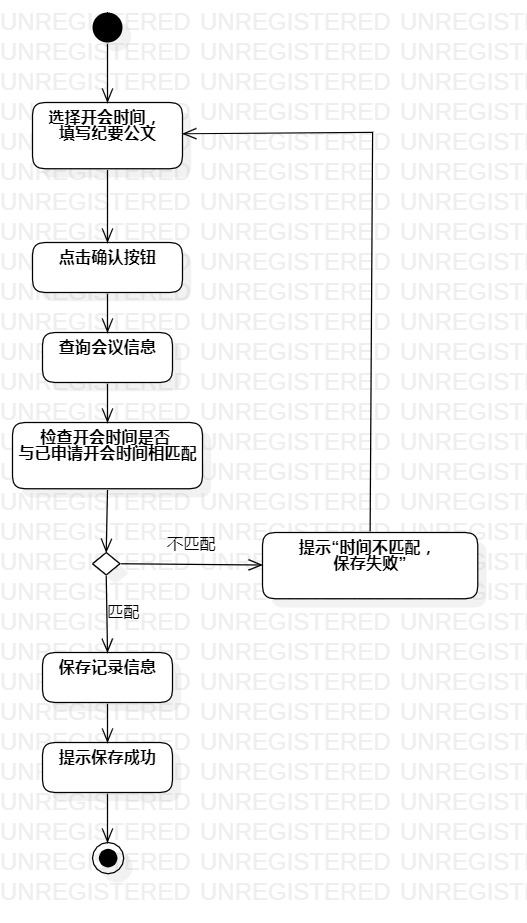 选择开会时间，
填写纪要公文
点击确认按钮
查询会议信息
检查开会时间是否
与已申请开会时间相匹配
不匹配
提示“时间不匹配，
保存失败”
匹配
保存记录信息
提示保存成功
UNREGISTERED